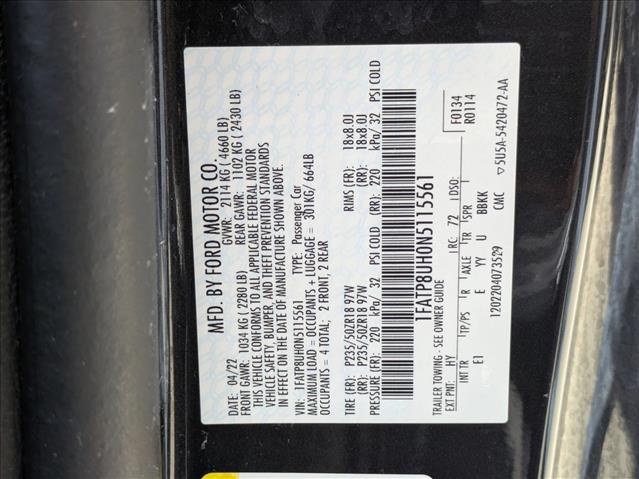 MFD. BY FORD MOTOR CO.
DATE: 04/22 GVWR: 2114 KG ( 4660 LB)
FRONT GAWR: 1034 KG ( 2280 LB) REAR GAWR: 1102 KG ( 2430 LB)
THIS VEHICLE CONFORMS TO ALL APPLICABLE FEDERAL MOTOR
VEHICLE SAFETY, BUMPER, AND THEFT PREVENTION STANDARDS
IN EFFECT ON THE DATE OF MANUFACTURE SHOWN ABOVE.
VIN: 1FATP8UH0N5115561 TYPE: Passenger Car
MAXIMUM LOAD = OCCUPANTS + LUGGAGE = 301KG/ 664LB
OCCUPANTS = 4 TOTAL; 2 FRONT, 2 REAR
TIRE (FR): P235/50ZR18 97W RIMS (FR): 18x8.0J
(RR): P235/50ZR18 97W (RR): 18x8.0J
PRESSURE (FR): 220 kPa/ 32 PSI COLD (RR): 220 kPa/ 32 PSI COLD
1FATP8UH0N5115561
TRAILER TOWING - SEE OWNER GUIDE
F0134
R0114
EXT PNT: HY RC: 72 DSO:
INT TR TP/PS R AXLE TR SPR
EI E YY U BBKK
1202204073529 CMC ▽5U5A-5420472-AA